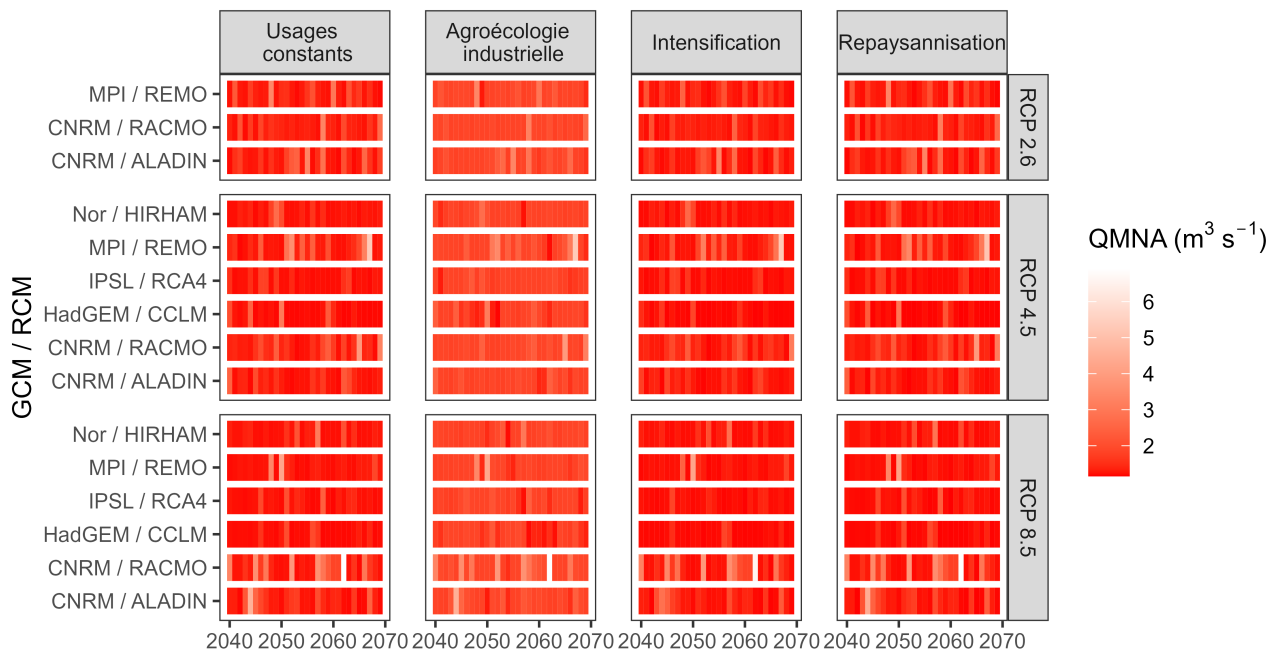 Usages
constants
Agroécologie
industrielle
Intensification
Repaysannisation
MPI / REMO
CNRM / RACMO
CNRM / ALADIN
RCP 2.6
Nor / HIRHAM
MPI / REMO
IPSL / RCA4
HadGEM / CCLM
CNRM / RACMO
CNRM / ALADIN
RCP 4.5
Nor / HIRHAM
MPI / REMO
IPSL / RCA4
HadGEM / CCLM
CNRM / RACMO
CNRM / ALADIN
RCP 8.5
2040 2050 2060 2070 2040 2050 2060 2070 2040 2050 2060 2070 2040 2050 2060 2070
GCM / RCM
QMNA (m³ s⁻¹)
6
5
4
3
2